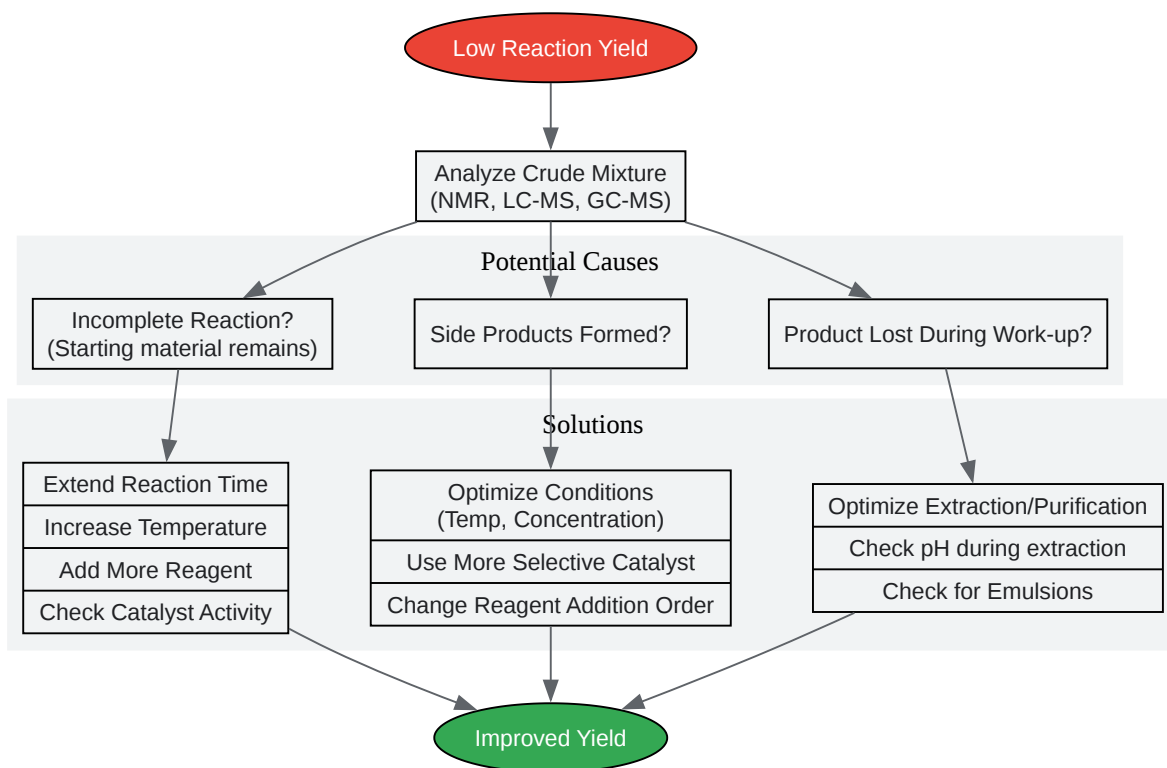 Low Reaction Yield
Analyze Crude Mixture
(NMR, LC-MS, GC-MS)
Potential Causes
Incomplete Reaction?
(Starting material remains)
Side Products Formed?
Product Lost During Work-up?
Solutions
Extend Reaction Time
Increase Temperature
Add More Reagent
Check Catalyst Activity
Optimize Conditions
(Temp, Concentration)
Use More Selective Catalyst
Change Reagent Addition Order
Optimize Extraction/Purification
Check pH during extraction
Check for Emulsions
Improved Yield